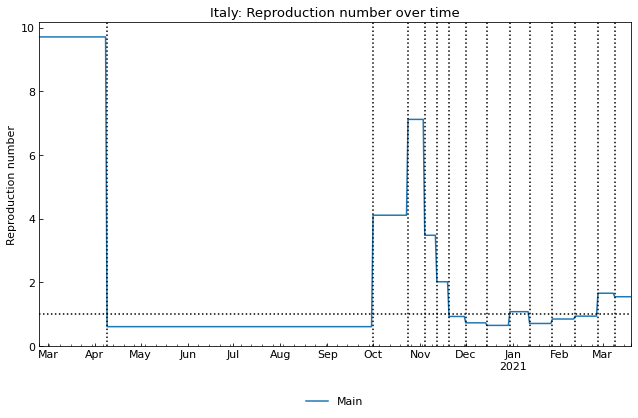 Italy: Reproduction number over time
Reproduction number
10
8
6
4
2
0
Mar Apr May Jun Jul Aug Sep Oct Nov Dec Jan Feb Mar
2021
Main